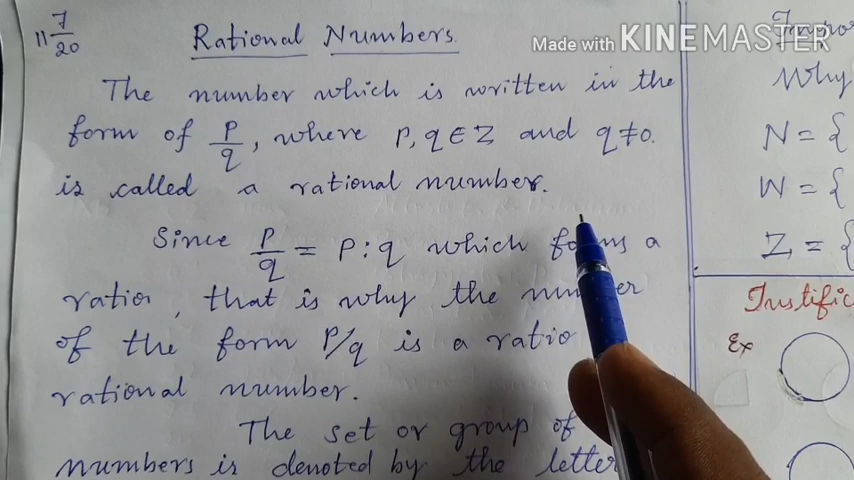 11 7/20
Rational Numbers.
The number which is written in the
form of P/q, where p, q ∈ Z and q ≠ 0.
is called a rational number.
Since P/q = P : q which forms a
ratio, that is why the number
of the form P/q is a ratio
rational number.
The set or group of
numbers is denoted by the letter
Made with KINEMASTER
Impor
Why
N = {
W = {
Z = {
Justific
Ex